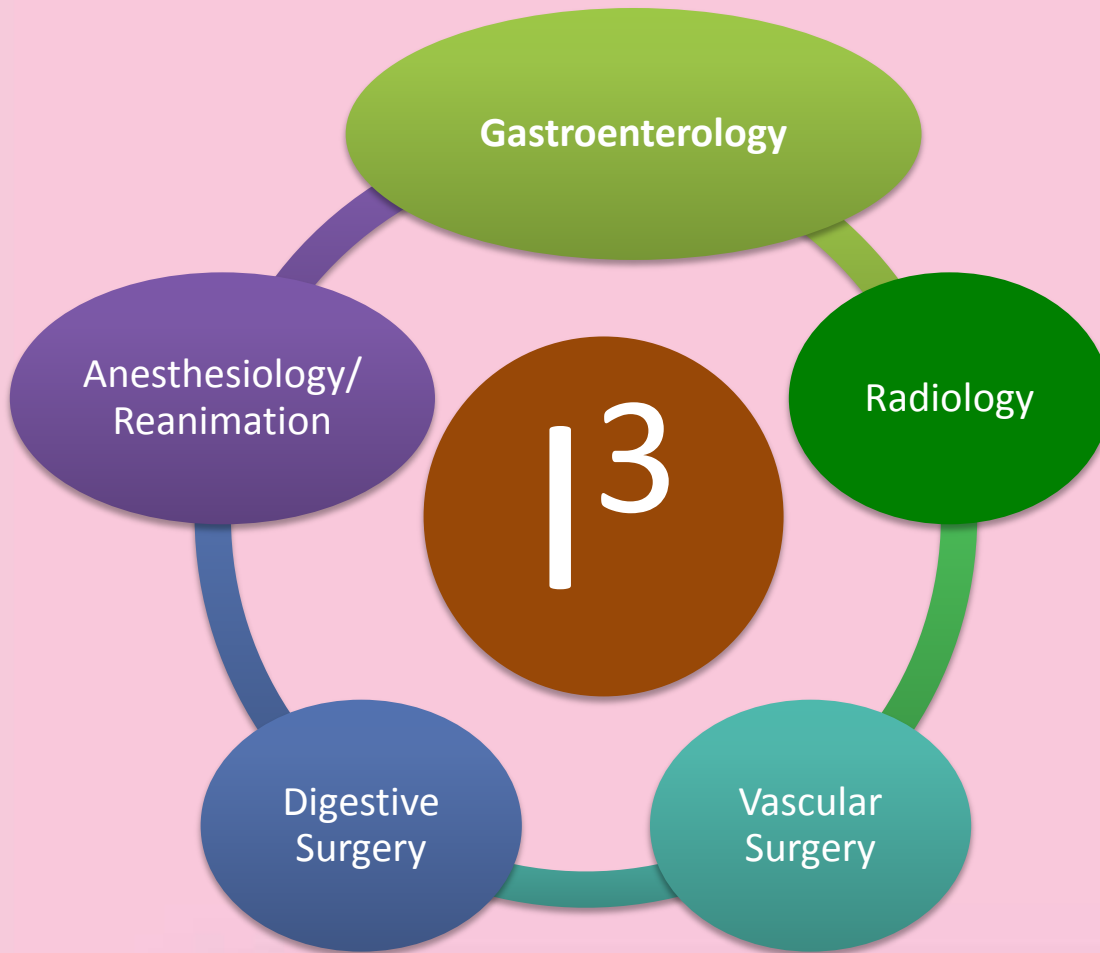 Gastroenterology
Anesthesiology/
Reanimation
Radiology
I³
Digestive
Surgery
Vascular
Surgery